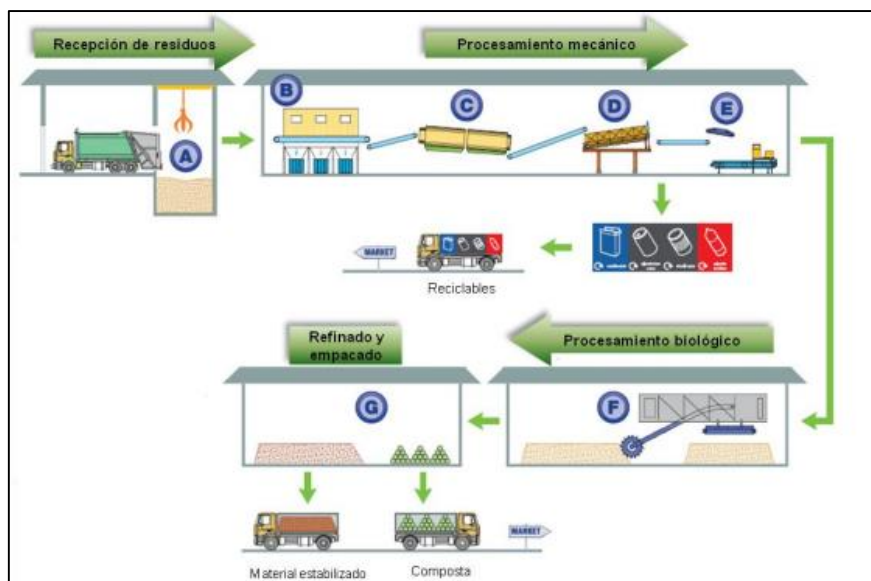 Recepción de residuos
Procesamiento mecánico
A
B
C
D
E
MARKET
Reciclables
Refinado y
empacado
Procesamiento biológico
G
F
MARKET
Material estabilizado
Composta